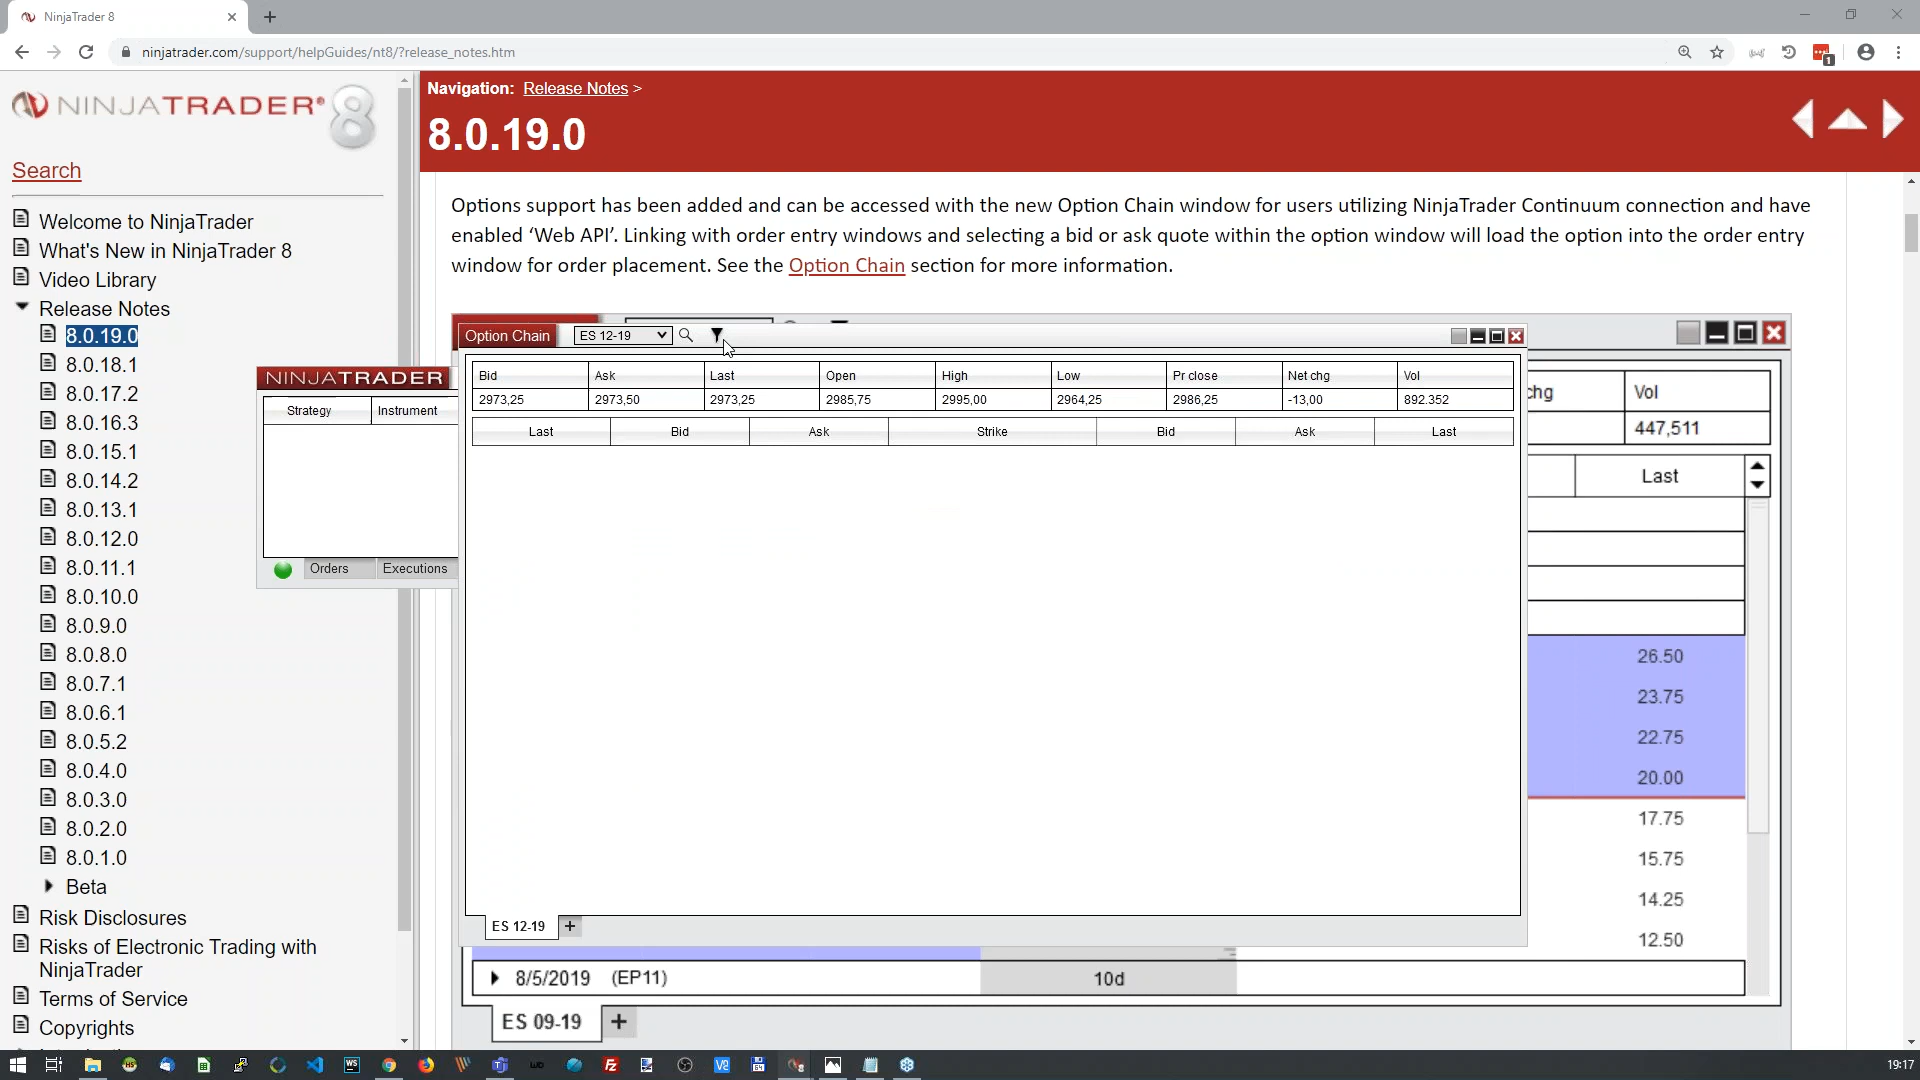 NinjaTrader 8
ninjatrader.com/support/helpGuides/nt8/?release_notes.htm
1
NINJATRADER® 8
Search
Welcome to NinjaTrader
What's New in NinjaTrader 8
Video Library
Release Notes
8.0.19.0
8.0.18.1
8.0.17.2
8.0.16.3
8.0.15.1
8.0.14.2
8.0.13.1
8.0.12.0
8.0.11.1
8.0.10.0
8.0.9.0
8.0.8.0
8.0.7.1
8.0.6.1
8.0.5.2
8.0.4.0
8.0.3.0
8.0.2.0
8.0.1.0
Beta
Risk Disclosures
Risks of Electronic Trading with
NinjaTrader
Terms of Service
Copyrights
Navigation: Release Notes >
8.0.19.0
Options support has been added and can be accessed with the new Option Chain window for users utilizing NinjaTrader Continuum connection and have
enabled ‘Web API’. Linking with order entry windows and selecting a bid or ask quote within the option window will load the option into the order entry
window for order placement. See the Option Chain section for more information.
NINJATRADER
Strategy Instrument
Orders Executions
Option Chain ES 12-19
Bid Ask Last Open High Low Pr close Net chg Vol
2973,25 2973,50 2973,25 2985,75 2995,00 2964,25 2986,25 -13,00 892.352
Last Bid Ask Strike Bid Ask Last
ES 12-19 +
chg Vol
447,511
Last
26.50
23.75
22.75
20.00
17.75
15.75
14.25
12.50
8/5/2019 (EP11) 10d
ES 09-19 +
19:17